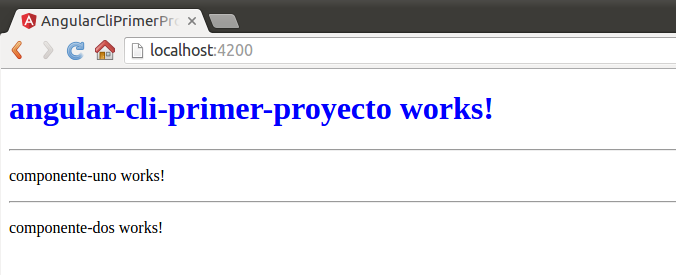 AngularCliPrimerPro
localhost:4200
angular-cli-primer-proyecto works!
componente-uno works!
componente-dos works!